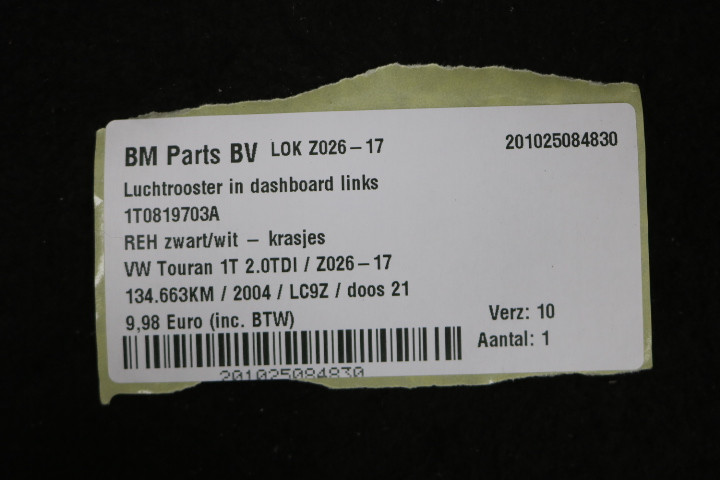 BM Parts BV LOK Z026-17 201025084830
Luchtrooster in dashboard links
1T0819703A
REH zwart/wit - krasjes
VW Touran 1T 2.0TDI / Z026-17
134.663KM / 2004 / LC9Z / doos 21
9,98 Euro (inc. BTW) Verz: 10
Aantal: 1
201025084830